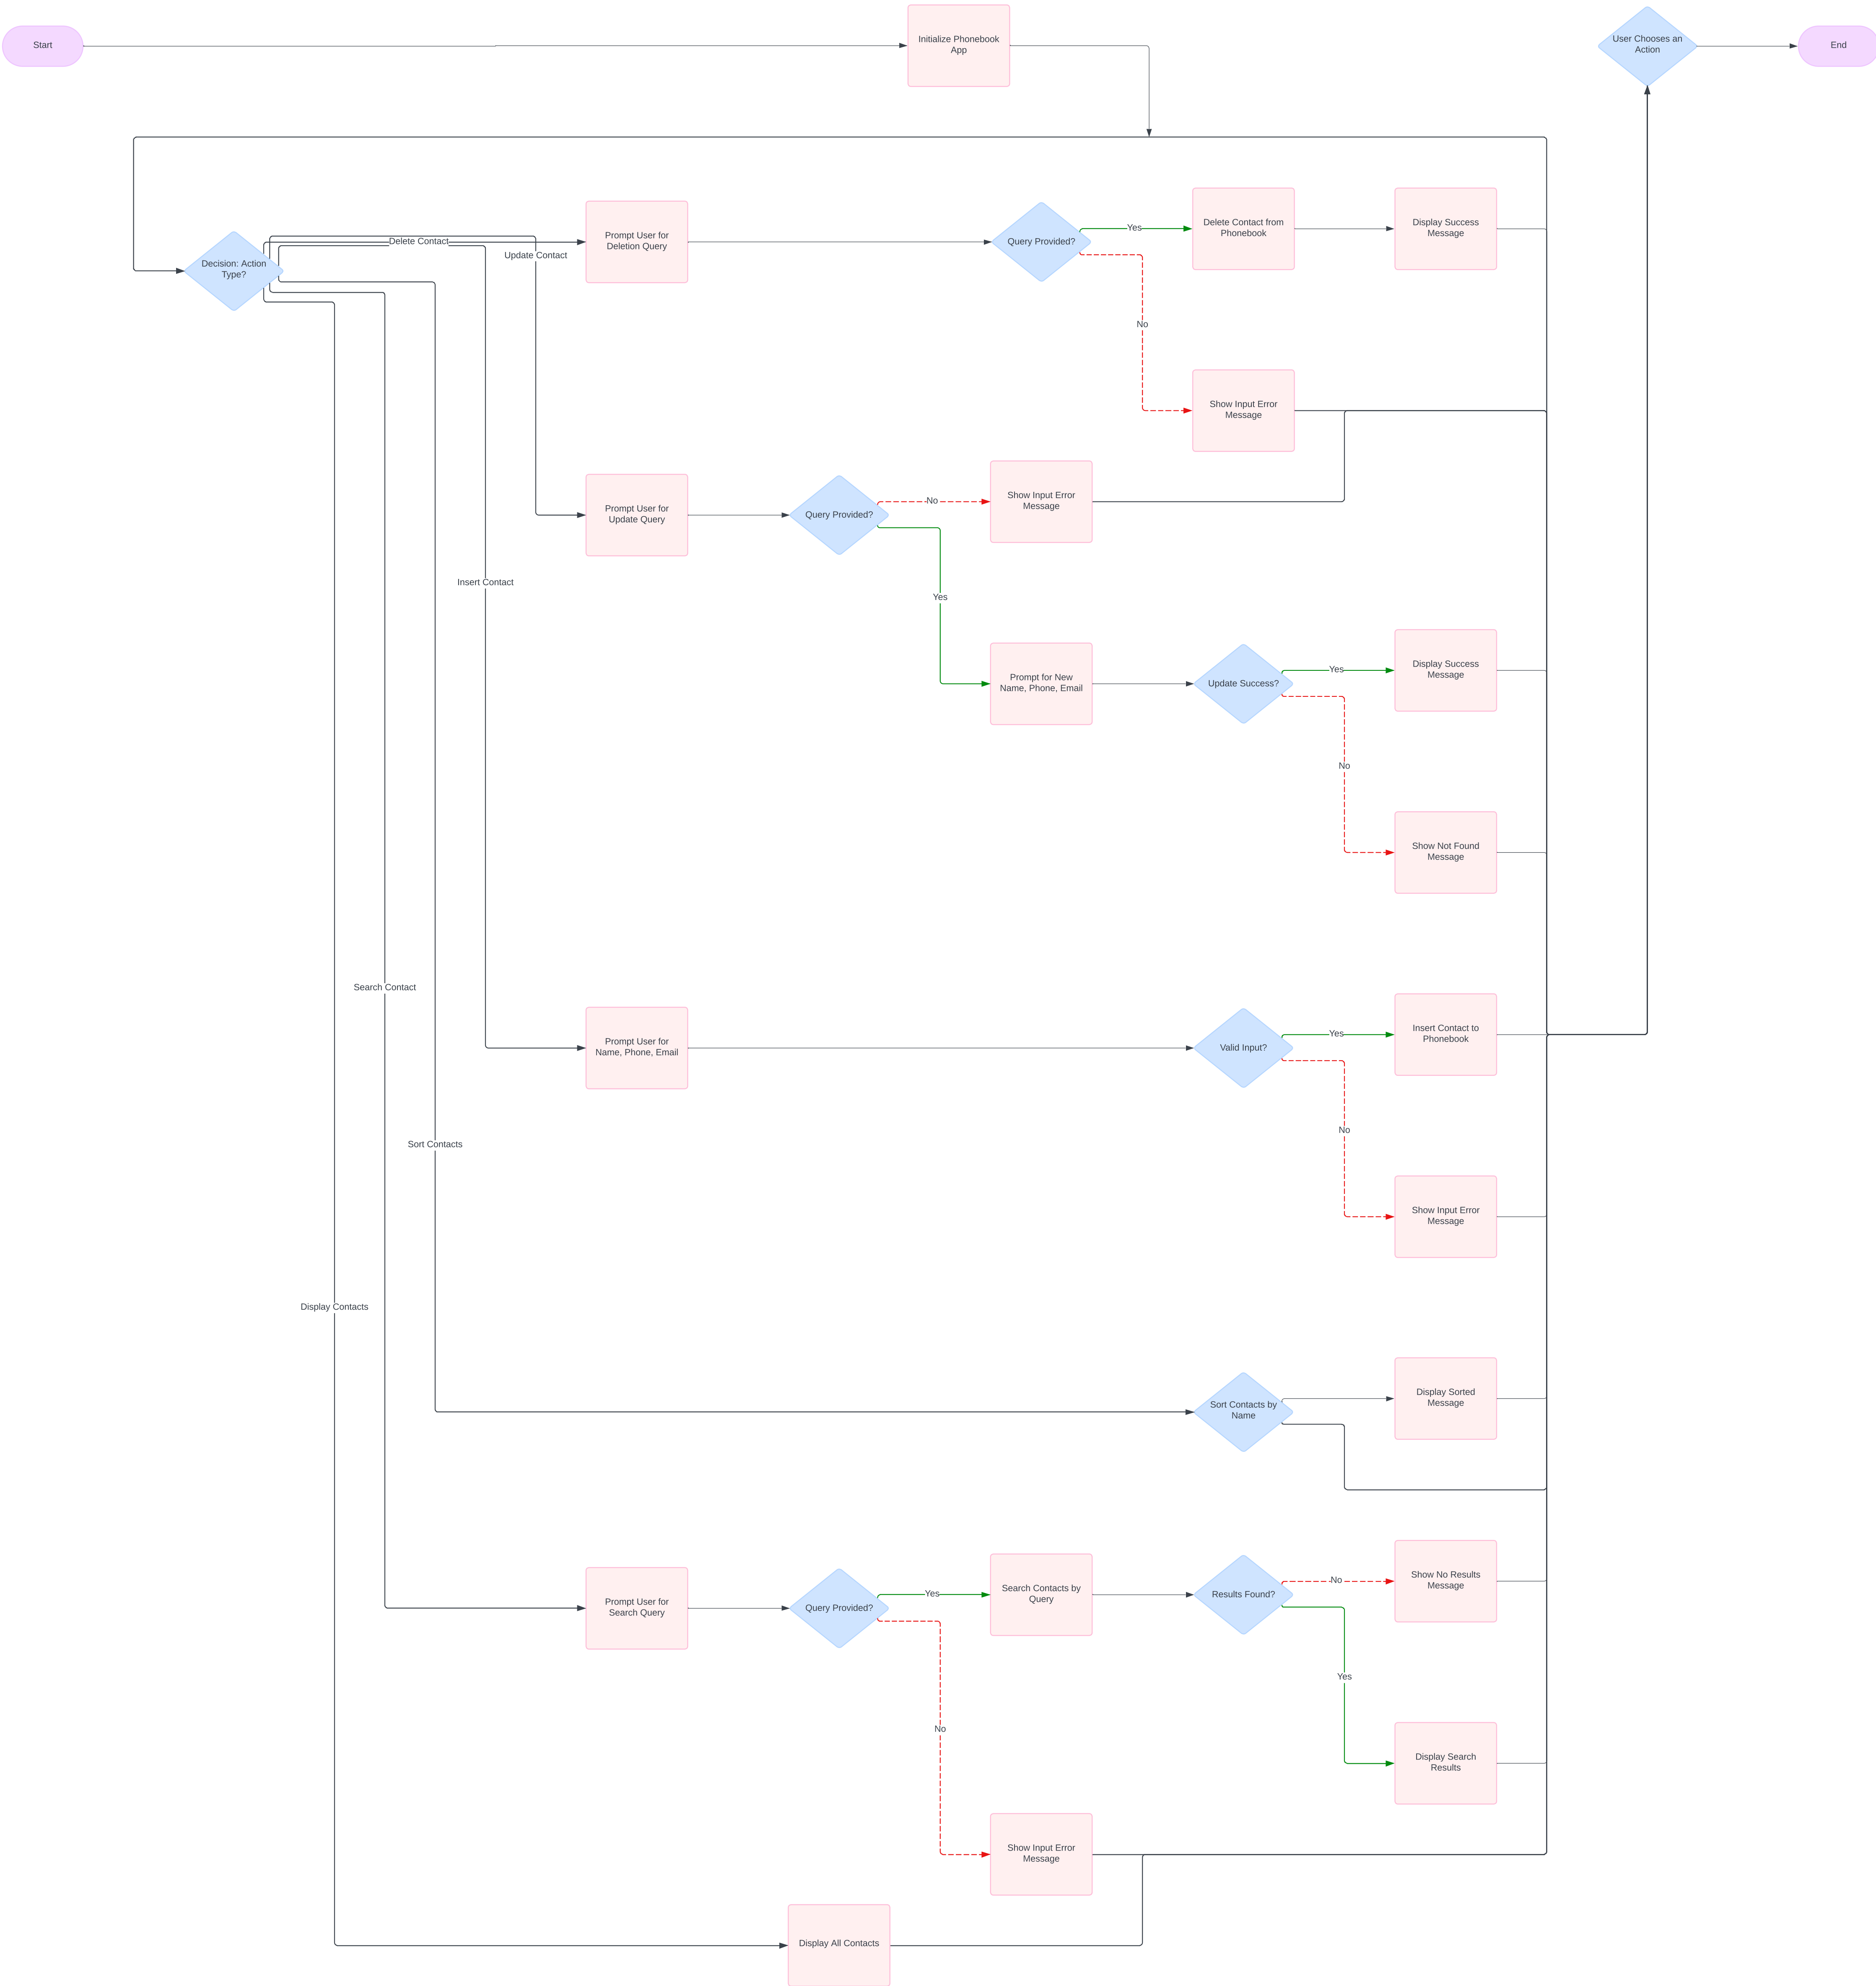 Start
Initialize Phonebook
App
User Chooses an
Action
End
Decision: Action
Type?
Delete Contact
Update Contact
Prompt User for
Deletion Query
Query Provided?
Yes
Delete Contact from
Phonebook
Display Success
Message
No
Show Input Error
Message
Prompt User for
Update Query
Query Provided?
No
Show Input Error
Message
Insert Contact
Yes
Prompt for New
Name, Phone, Email
Update Success?
Yes
Display Success
Message
No
Show Not Found
Message
Search Contact
Prompt User for
Name, Phone, Email
Valid Input?
Yes
Insert Contact to
Phonebook
No
Sort Contacts
Show Input Error
Message
Display Contacts
Sort Contacts by
Name
Display Sorted
Message
Prompt User for
Search Query
Query Provided?
Yes
Search Contacts by
Query
Results Found?
No
Show No Results
Message
Yes
No
Display Search
Results
Show Input Error
Message
Display All Contacts